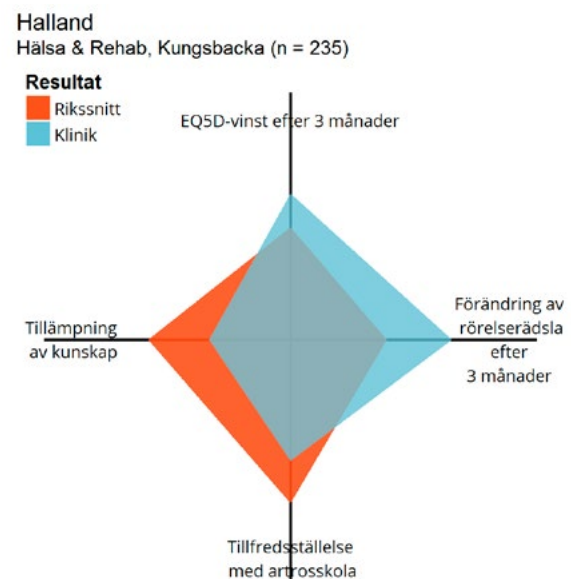 Halland
Hälsa & Rehab, Kungsbacka (n = 235)
Resultat
Rikssnitt
Klinik
EQ5D-vinst efter 3 månader
Förändring av
rörelserädsla
efter
3 månader
Tillämpning
av kunskap
Tillfredsställelse
med artrosskola